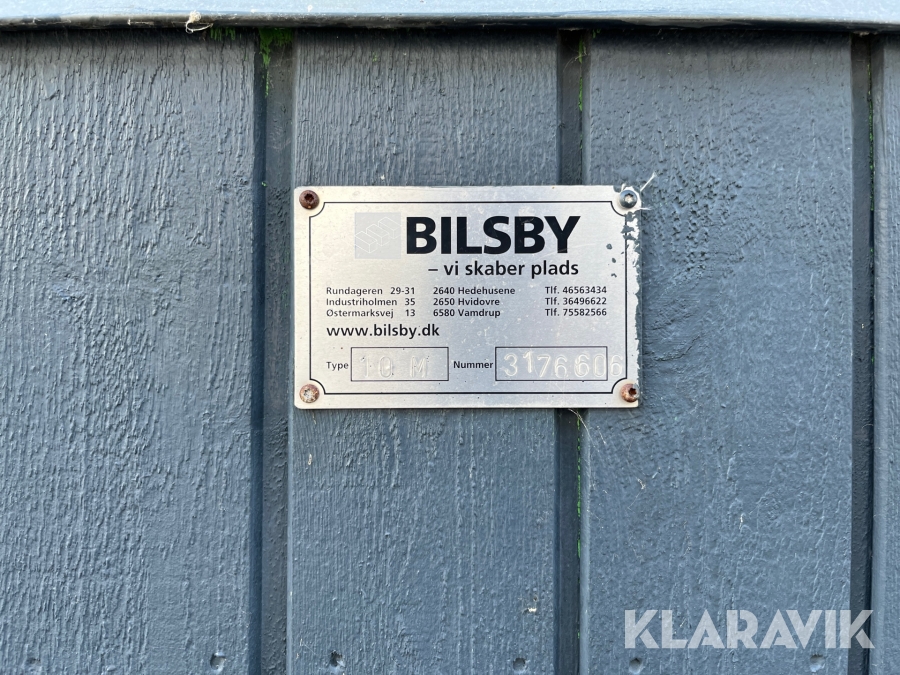 BILSBY
– vi skaber plads
Rundageren 29-31 2640 Hedehusene Tlf. 46563434
Industriholmen 35 2650 Hvidovre Tlf. 36496622
Østermarksvej 13 6580 Vamdrup Tlf. 75582566
www.bilsby.dk
Type 10 M Nummer 3176606
KLARAVIK